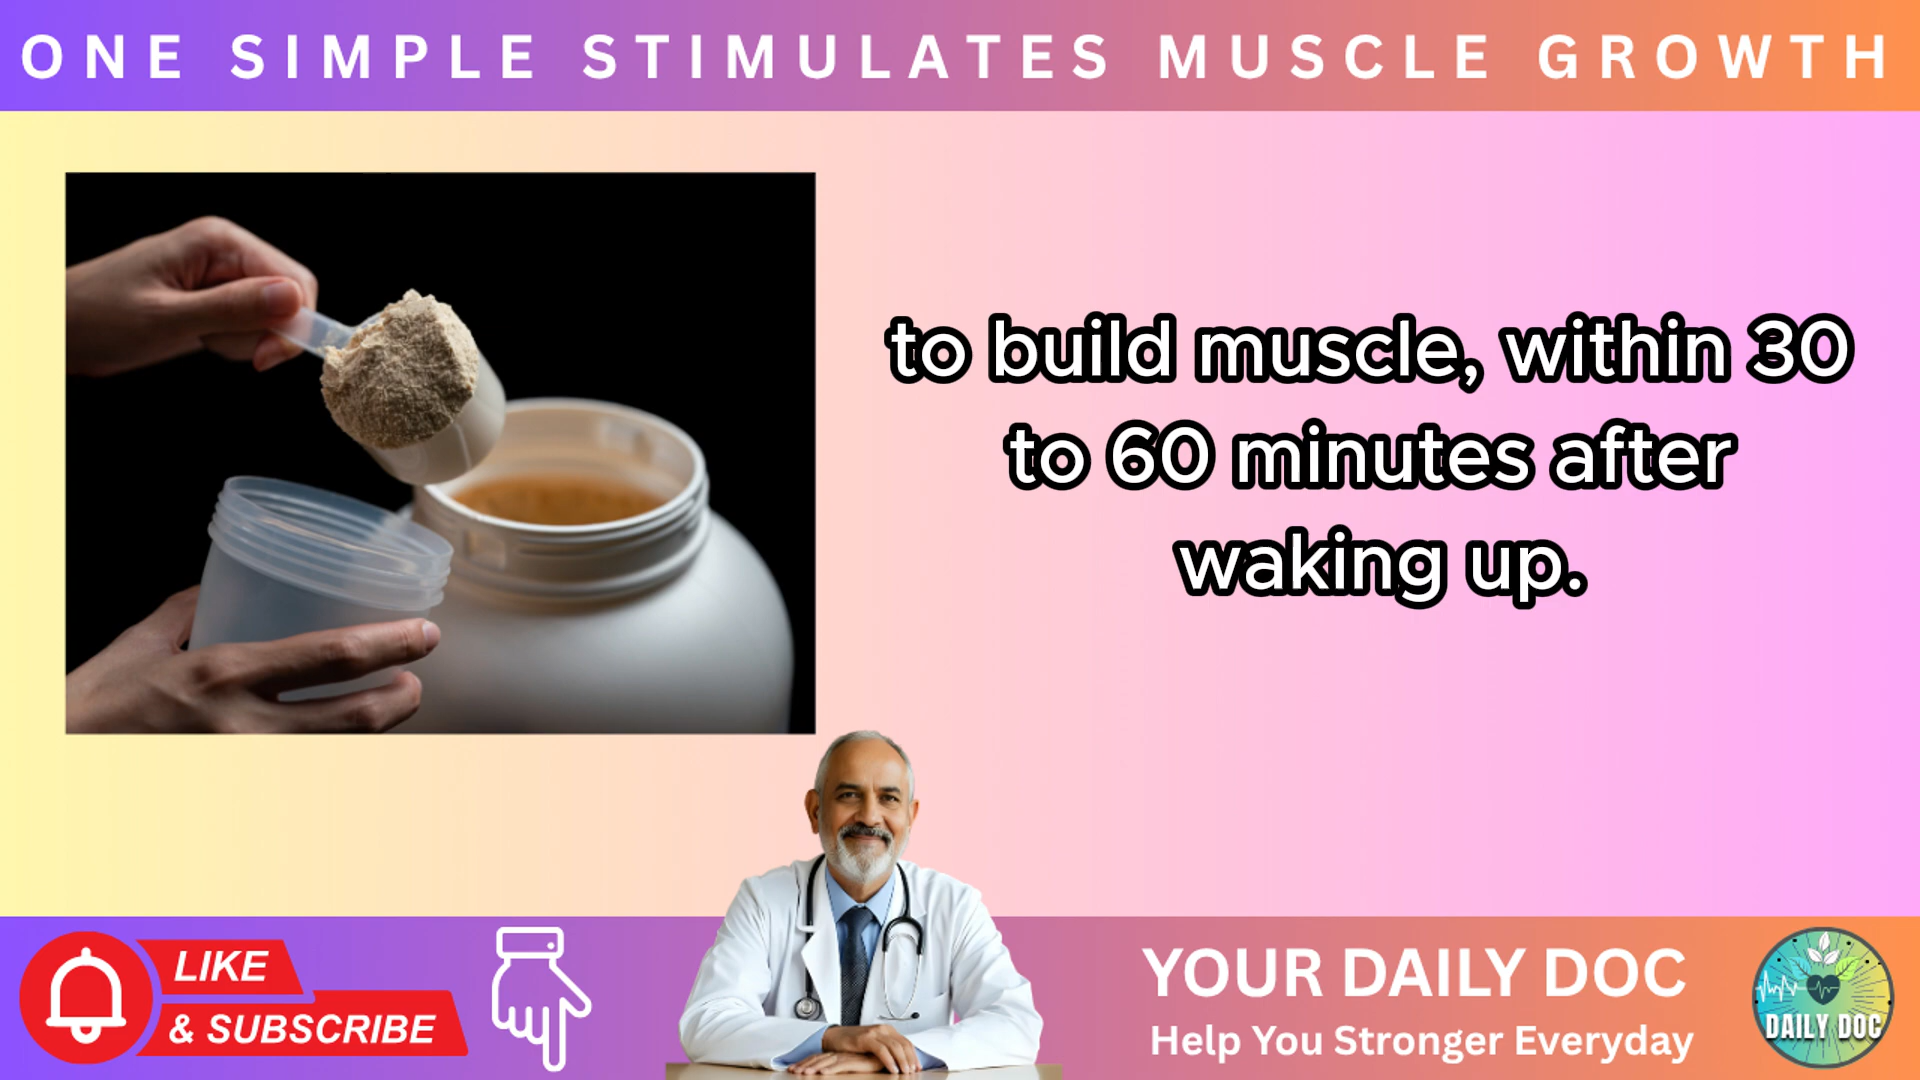 ONE SIMPLE STIMULATES MUSCLE GROWTH
to build muscle, within 30
to 60 minutes after
waking up.
LIKE
& SUBSCRIBE
YOUR DAILY DOC
Help You Stronger Everyday
DAILY DOC